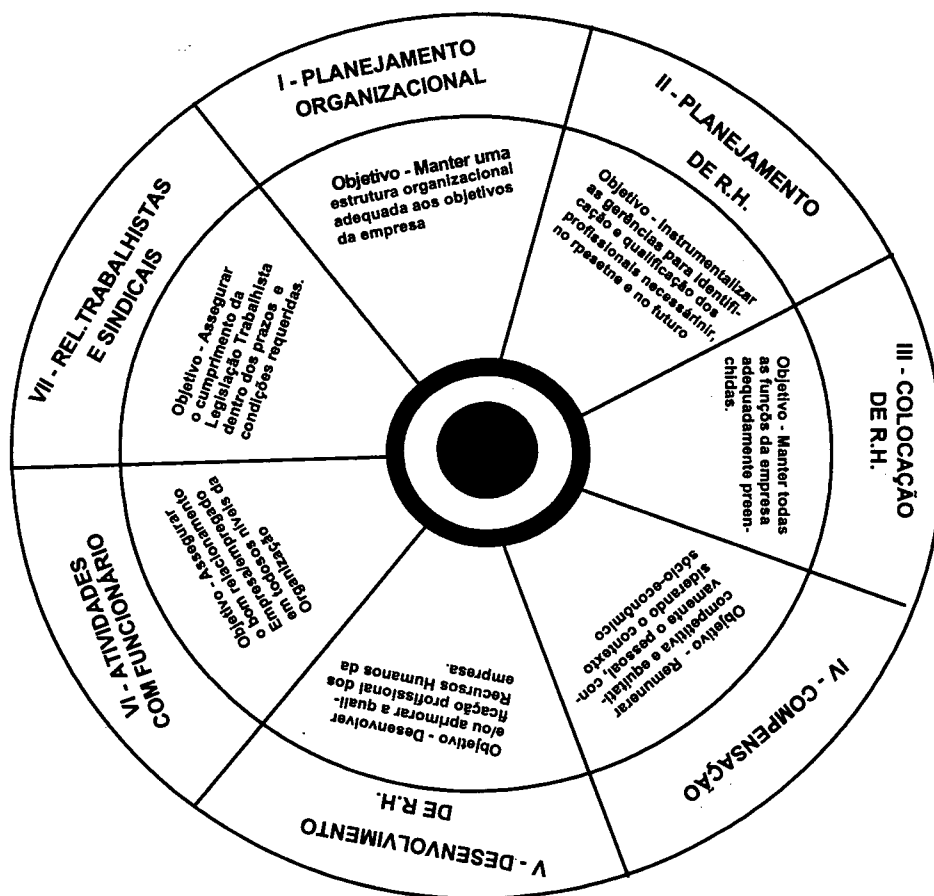 I - PLANEJAMENTO
ORGANIZACIONAL
Objetivo - Manter uma
estrutura organizacional
adequada aos objetivos
da empresa
II - PLANEJAMENTO
DE R.H.
Objetivo - Instrumentalizar
as gerências para identifi-
cação e qualificação dos
profissionais necessárinir,
no rpesetne e no futuro
III - COLOCAÇÃO
DE R.H.
Objetivo - Manter todas
as funçõs da empresa
adequadamente preen-
chidas.
IV - COMPENSAÇÃO
Objetivo - Remunerar
competitiva e equitati-
vamente o pessoal, con-
siderando o contexto
sócio-econômico
V - DESENVOLVIMENTO
DE R.H.
Objetivo - Desenvolver
e/ou aprimorar a quali-
ficação profissional dos
Recursos Humanos da
empresa.
VI - ATIVIDADES
COM FUNCIONÁRIO
Objetivo - Assegurar
o bom relacionamento
Empresa/empregado
em todosos níveis da
Organização
VII - REL. TRABALHISTAS
E SINDICAIS
Objetivo - Assegurar
o cumprimento da
Legislação Trabalhista
dentro dos prazos e
condições requeridas.